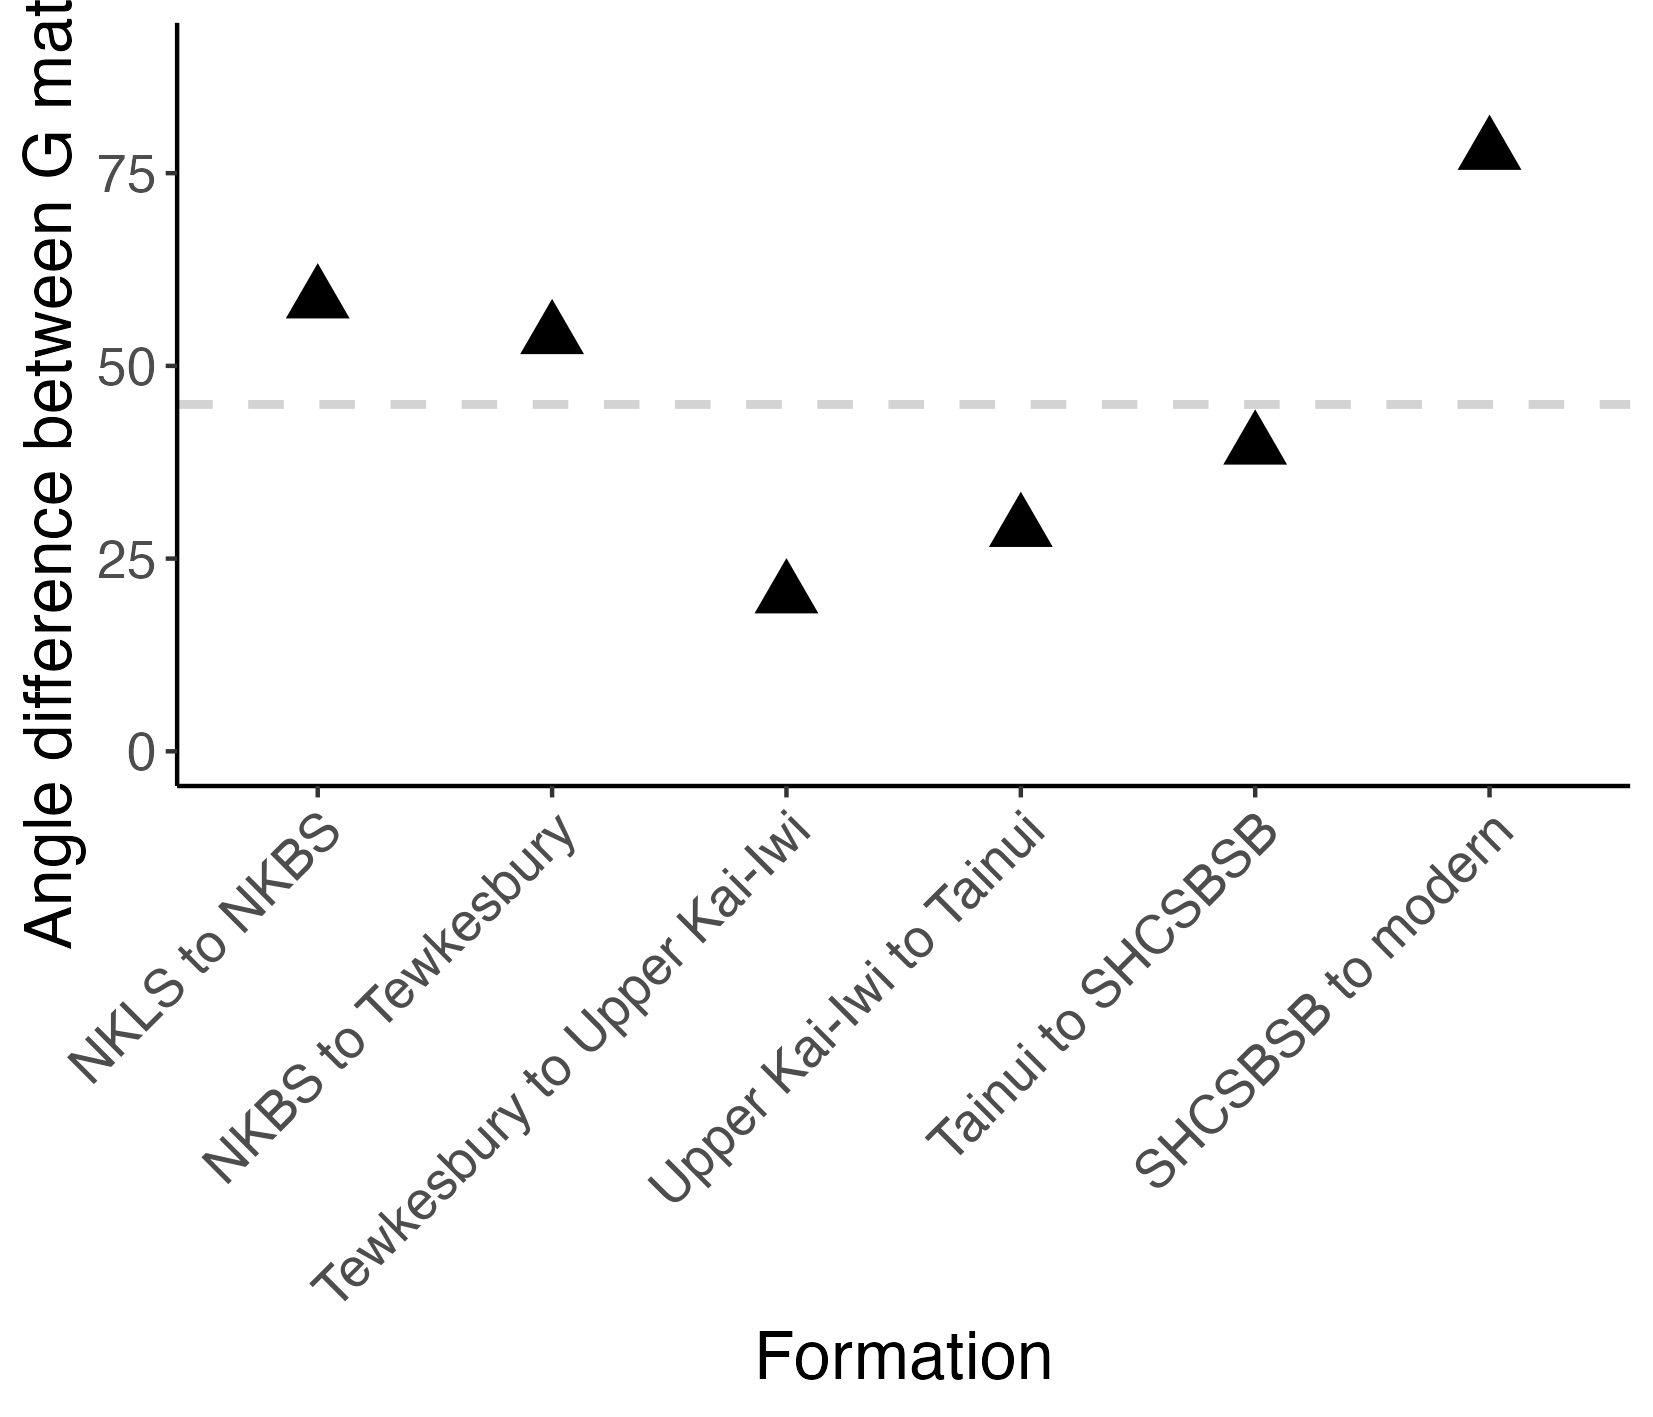 Angle difference between G mat
75
50
25
0
NKLS to NKBS
NKBS to Tewkesbury
Tewkesbury to Upper Kai-Iwi
Upper Kai-Iwi to Tainui
Tainui to SHCSBSB
SHCSBSB to modern
Formation